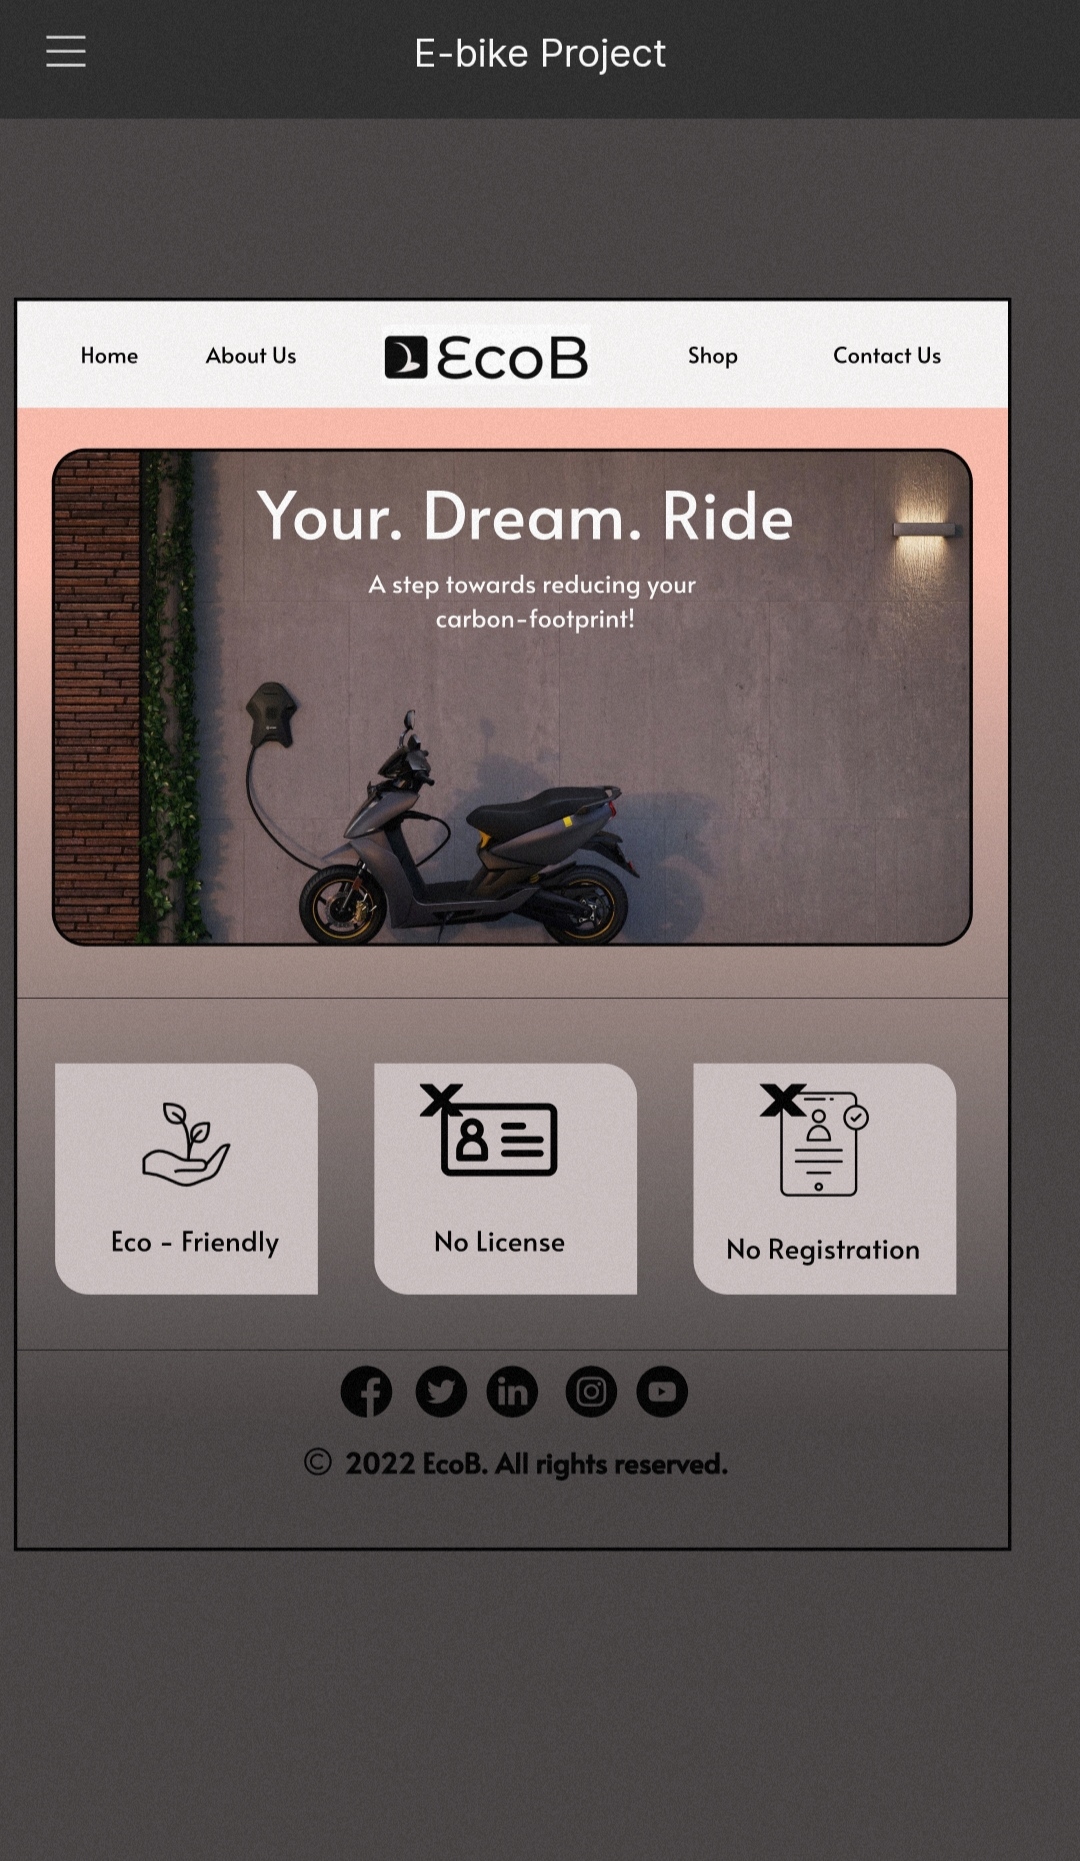 E-bike Project
Home About Us EcoB Shop Contact Us
Your. Dream. Ride
A step towards reducing your
carbon-footprint!
Eco - Friendly
No License
No Registration
© 2022 EcoB. All rights reserved.